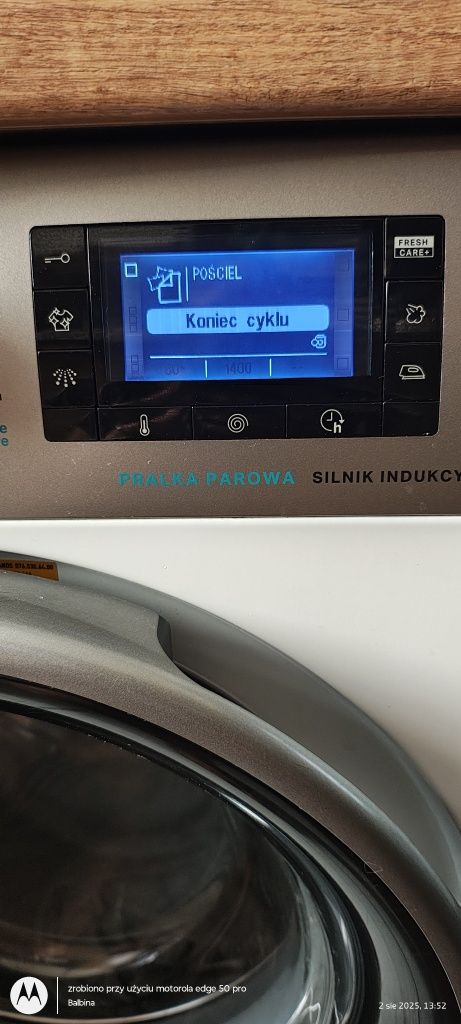 FRESH
CARE+
POŚCIEL
Koniec cyklu
60°
1400
--
h
PRALKA PAROWA
SILNIK INDUKCY
e
zrobiono przy użyciu motorola edge 50 pro
Balbina
2 sie 2025, 13:52